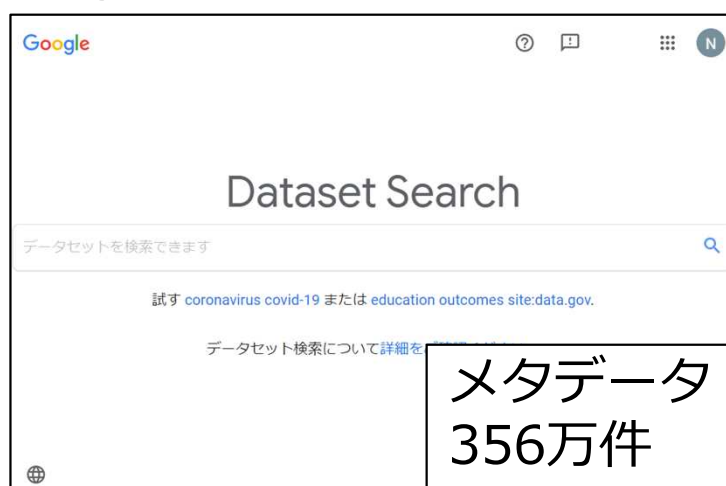 Google
N
Dataset Search
データセットを検索できます
試す coronavirus covid-19 または education outcomes site:data.gov.
データセット検索について詳細を
メタデータ
356万件